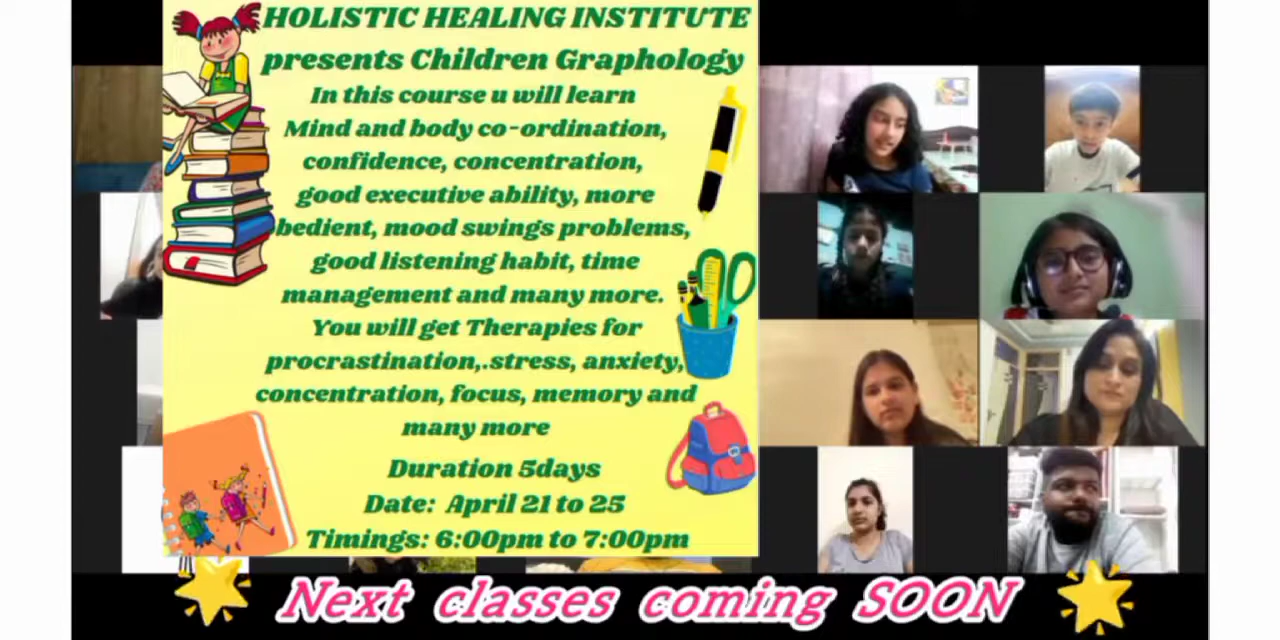 HOLISTIC HEALING INSTITUTE
presents Children Graphology
In this course u will learn
Mind and body co-ordination,
confidence, concentration,
good executive ability, more
bedient, mood swings problems,
good listening habit, time
management and many more.
You will get Therapies for
procrastination,.stress, anxiety,
concentration, focus, memory and
many more
Duration 5days
Date: April 21 to 25
Timings: 6:00pm to 7:00pm
Next classes coming SOON